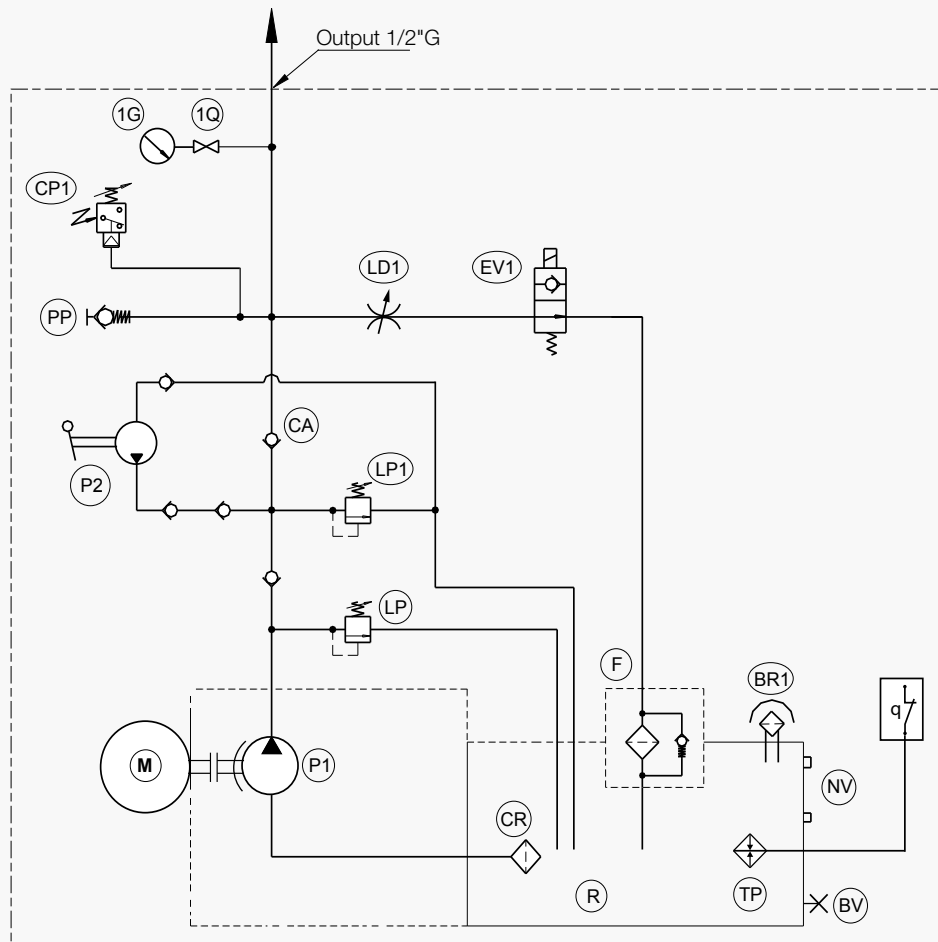 Output 1/2"G
1G
1Q
CP1
LD1
EV1
PP
CA
P2
LP1
LP
F
BR1
q
M
P1
NV
CR
TP
R
BV